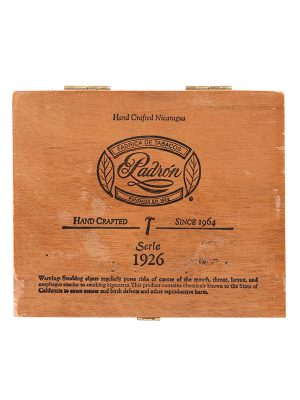 Hand Crafted Nicaragua
FABRICA DE TABACOS
Padrón
FUNDADA EN 1964
HAND CRAFTED
SINCE 1964
Serie
1926
Warning: Smoking cigars regularly poses risks of cancer of the mouth, throat, larynx, and
esophagus similar to smoking cigarettes. This product contains chemicals known to the State of
California to cause cancer and birth defects and other reproductive harm.